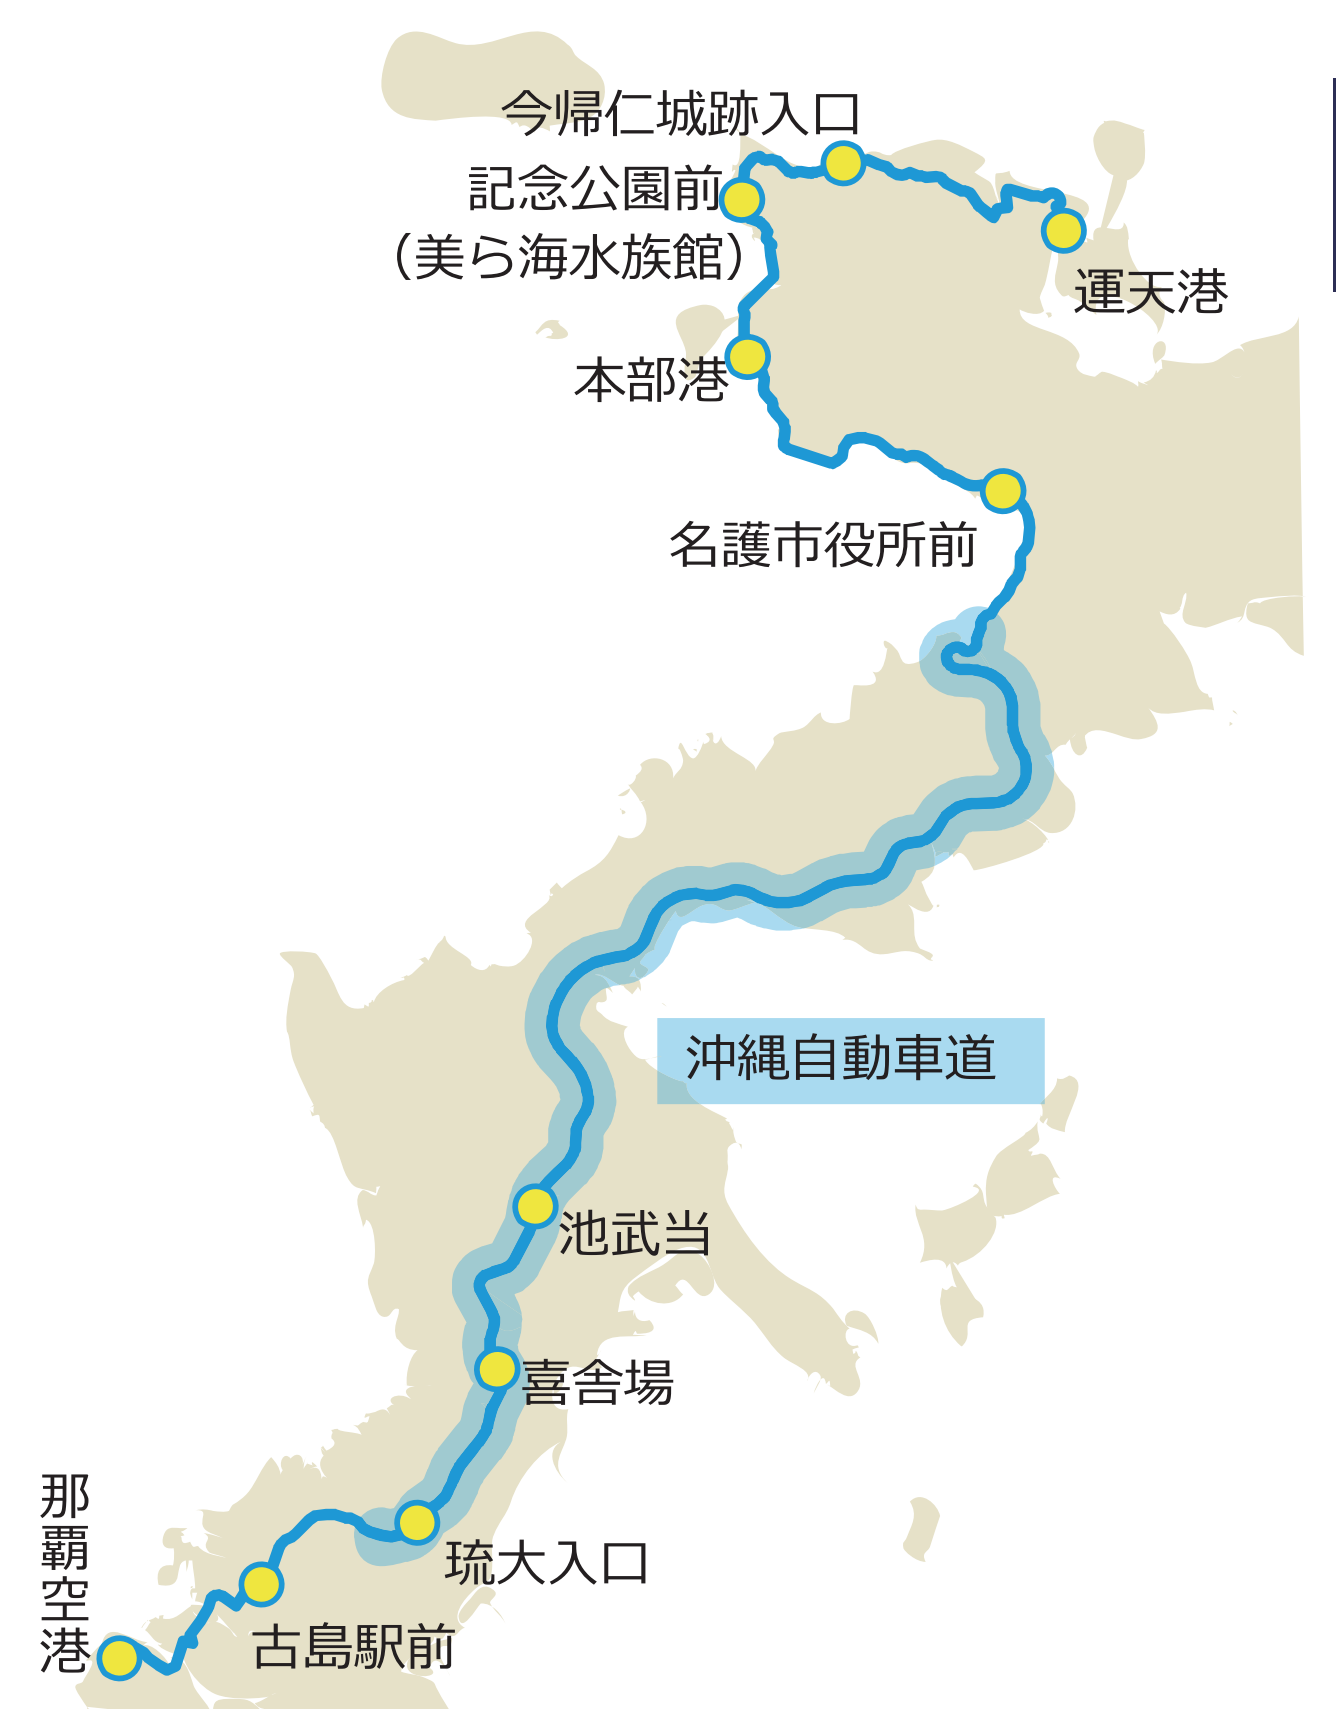 今帰仁城跡入口
記念公園前
（美ら海水族館）
運天港
本部港
名護市役所前
沖縄自動車道
池武当
喜舎場
琉大入口
古島駅前
那覇空港